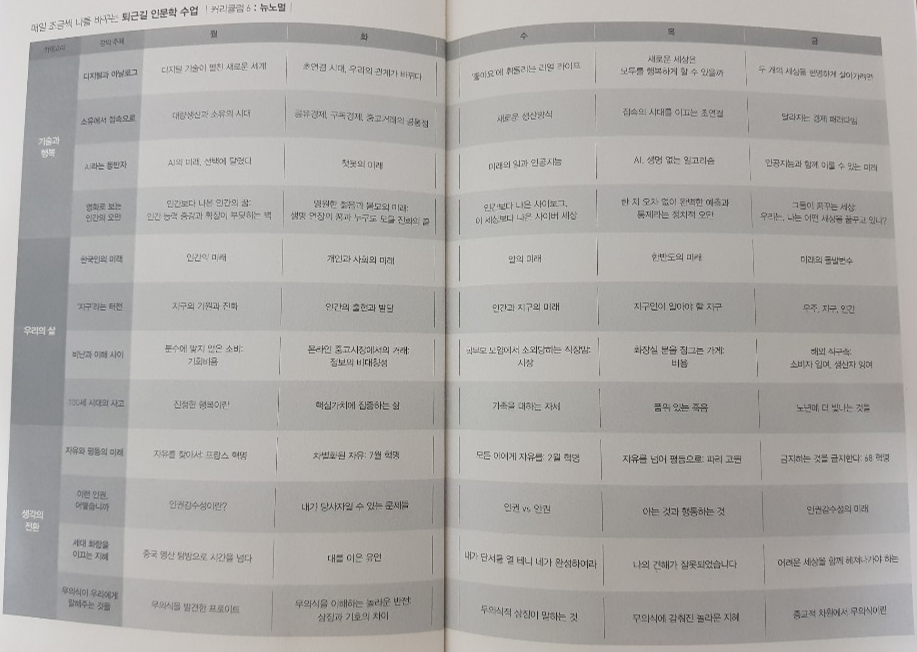 매일 조금씩 나를 바꾸는 퇴근길 인문학 수업 | 커리큘럼 6 : 뉴노멀
카테고리 강의 주제 월 화 수 목 금
기술과
행복
디지털과 아날로그 디지털 기술이 펼친 새로운 세계 초연결 시대, 우리의 관계가 바뀌다 '좋아요'에 휘둘리는 리얼 라이프 새로운 세상은
모두를 행복하게 할 수 있을까 두 개의 세상을 현명하게 살아가려면
소유에서 접속으로 대량생산과 소유의 시대 공유경제, 구독경제, 중고거래의 공통점 새로운 생산방식 접속의 시대를 이끄는 초연결 달라지는 경제 패러다임
AI라는 동반자 AI의 미래, 선택에 달렸다 챗봇의 미래 미래의 일과 인공지능 AI, 생명 없는 알고리즘 인공지능과 함께 이룰 수 있는 미래
영화로 보는
인간의 오만 인간보다 나은 인간의 꿈:
인간 능력 증강과 확장이 부딪히는 벽 영원한 젊음과 불로의 미래:
생명 연장의 꿈과 누구도 모를 진화의 끝 인간보다 나은 사이보그,
이 세상보다 나은 사이버 세상 한 치 오차 없이 완벽한 예측과
통제라는 정치적 오만 그들이 꿈꾸는 세상:
우리는, 나는 어떤 세상을 꿈꾸고 있나?
우리의 삶
한국인의 미래 인간의 미래 개인과 사회의 미래 일의 미래 한반도의 미래 미래의 돌발변수
'지구'라는 터전 지구의 기원과 진화 인간의 출현과 발달 인간과 지구의 미래 지구인이 알아야 할 지구 우주, 지구, 인간
비난과 이해 사이 분수에 맞지 않은 소비:
기회비용 온라인 중고시장에서의 거래:
정보의 비대칭성 학부모 모임에서 소외당하는 직장맘:
시장 화장실 문을 잠그는 가게:
비용 해외 직구족:
소비자 잉여, 생산자 잉여
100세 시대의 사고 진정한 행복이란 핵심가치에 집중하는 삶 가족을 대하는 자세 품격 있는 죽음 노년에 더 빛나는 것들
생각의
전환
자유와 평등의 미래 자유를 찾아서: 프랑스 혁명 차별화된 자유: 7월 혁명 모든 이에게 자유를: 2월 혁명 자유를 넘어 평등으로: 파리 코뮌 금지하는 것을 금지한다: 68 혁명
이런 인권,
어떻습니까 인권감수성이란? 내가 당사자일 수 있는 문제들 인권 vs 인권 아는 것과 행동하는 것 인권감수성의 미래
세대 화합을
이끄는 지혜 중국 명산 탐방으로 시간을 넘다 대를 이은 유언 내가 단서를 열 테니 네가 완성하여라 나의 견해가 잘못되었습니다 어려운 세상을 함께 헤쳐나가야 하는
무의식이 우리에게
말해주는 것들 무의식을 발견한 프로이트 무의식을 이해하는 놀라운 반전:
상징과 기호의 차이 무의식적 상징이 말하는 것 무의식에 감춰진 놀라운 지혜 종교적 차원에서 무의식이란